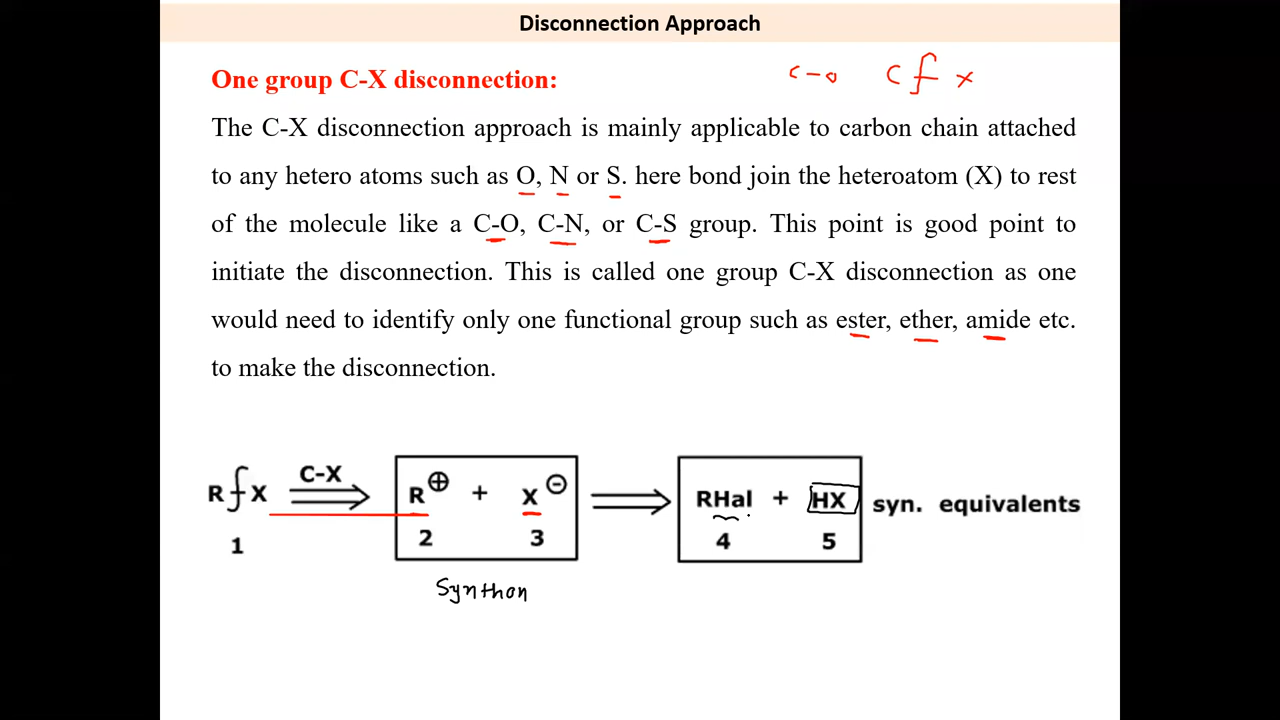 Disconnection Approach
One group C-X disconnection:
C-O C ʃ X
The C-X disconnection approach is mainly applicable to carbon chain attached
to any hetero atoms such as O, N or S. here bond join the heteroatom (X) to rest
of the molecule like a C-O, C-N, or C-S group. This point is good point to
initiate the disconnection. This is called one group C-X disconnection as one
would need to identify only one functional group such as ester, ether, amide etc.
to make the disconnection.
R ʃ X C-X ⟹ R⊕ + X⊖ ⟹ RHal + HX syn. equivalents
1 2 3 4 5
Synthon